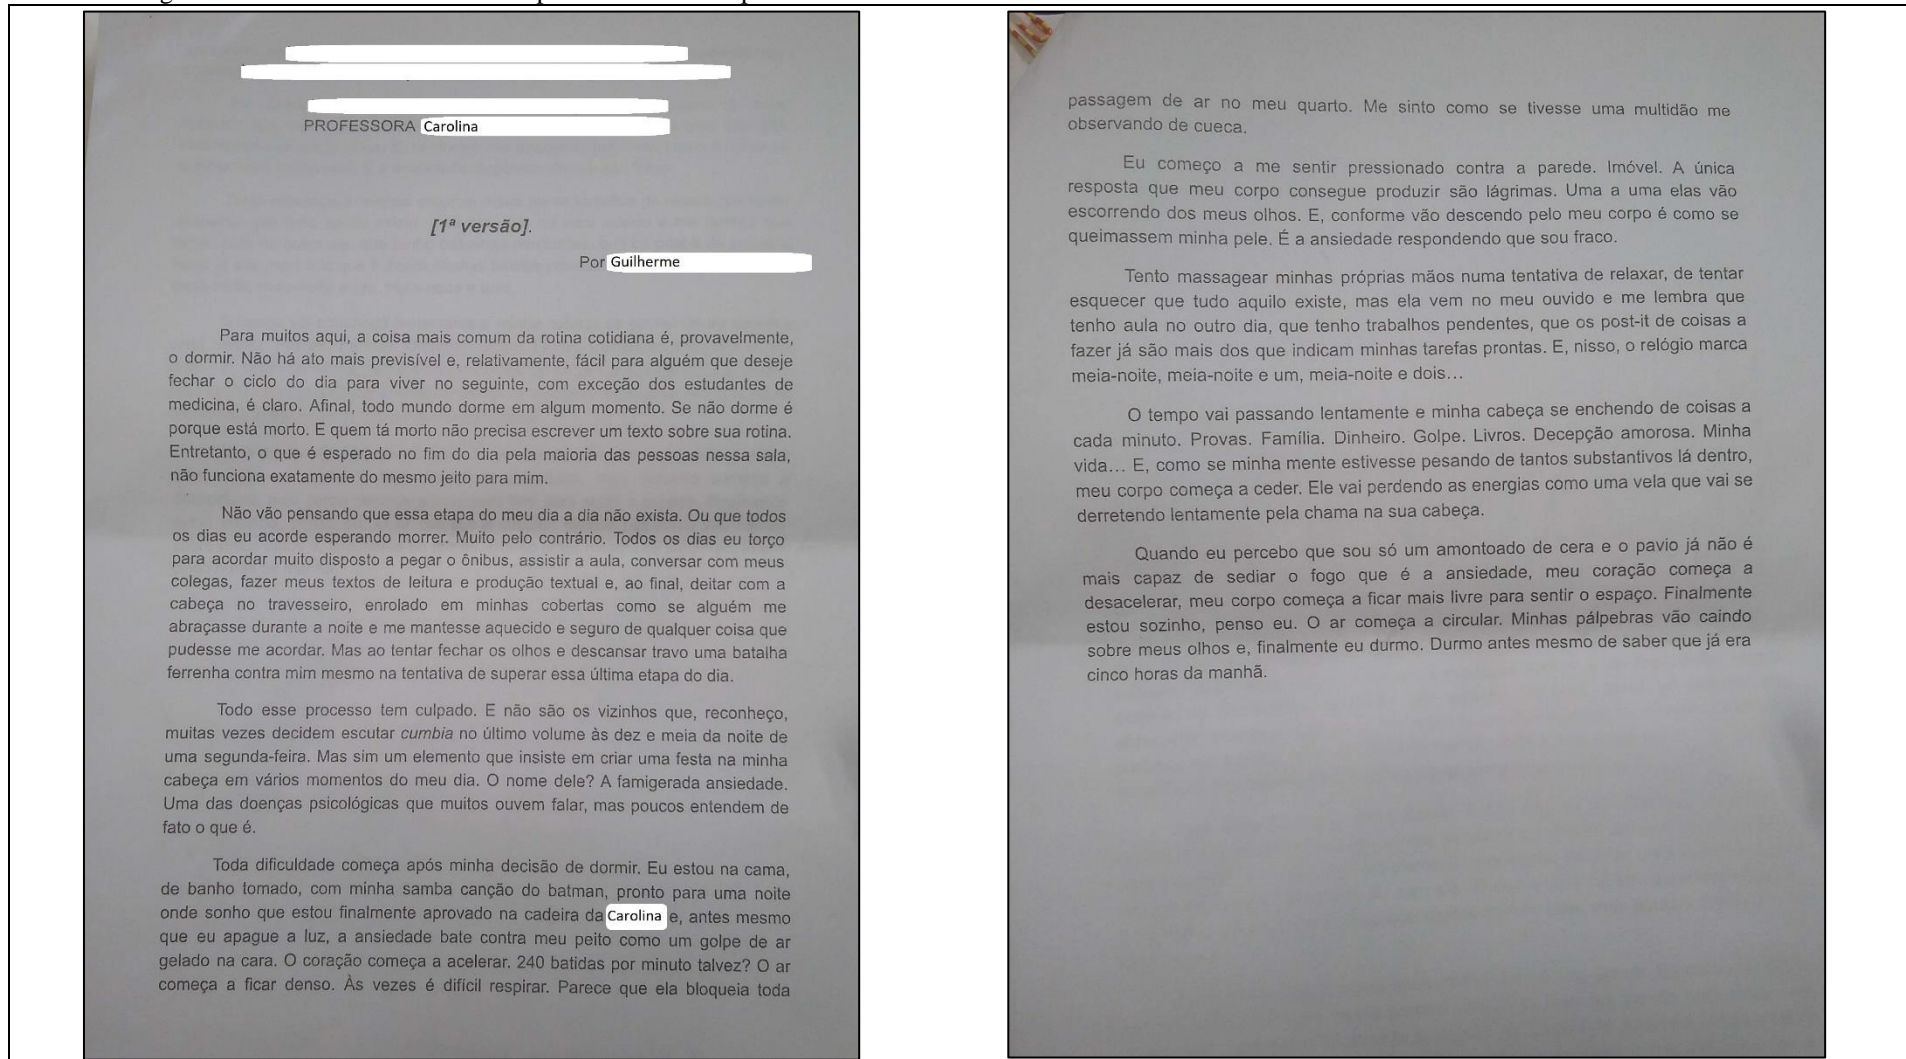 PROFESSORA Carolina
[1ª versão].
Por Guilherme
Para muitos aqui, a coisa mais comum da rotina cotidiana é, provavelmente,
o dormir. Não há ato mais previsível e, relativamente, fácil para alguém que deseje
fechar o ciclo do dia para viver no seguinte, com exceção dos estudantes de
medicina, é claro. Afinal, todo mundo dorme em algum momento. Se não dorme é
porque está morto. E quem tá morto não precisa escrever um texto sobre sua rotina.
Entretanto, o que é esperado no fim do dia pela maioria das pessoas nessa sala,
não funciona exatamente do mesmo jeito para mim.
Não vão pensando que essa etapa do meu dia a dia não exista. Ou que todos
os dias eu acorde esperando morrer. Muito pelo contrário. Todos os dias eu torço
para acordar muito disposto a pegar o ônibus, assistir a aula, conversar com meus
colegas, fazer meus textos de leitura e produção textual e, ao final, deitar com a
cabeça no travesseiro, enrolado em minhas cobertas como se alguém me
abraçasse durante a noite e me mantesse aquecido e seguro de qualquer coisa que
pudesse me acordar. Mas ao tentar fechar os olhos e descansar travo uma batalha
ferrenha contra mim mesmo na tentativa de superar essa última etapa do dia.
Todo esse processo tem culpado. E não são os vizinhos que, reconheço,
muitas vezes decidem escutar cumbia no último volume às dez e meia da noite de
uma segunda-feira. Mas sim um elemento que insiste em criar uma festa na minha
cabeça em vários momentos do meu dia. O nome dele? A famigerada ansiedade.
Uma das doenças psicológicas que muitos ouvem falar, mas poucos entendem de
fato o que é.
Toda dificuldade começa após minha decisão de dormir. Eu estou na cama,
de banho tomado, com minha samba canção do batman, pronto para uma noite
onde sonho que estou finalmente aprovado na cadeira da Carolina e, antes mesmo
que eu apague a luz, a ansiedade bate contra meu peito como um golpe de ar
gelado na cara. O coração começa a acelerar. 240 batidas por minuto talvez? O ar
começa a ficar denso. Às vezes é difícil respirar. Parece que ela bloqueia toda
passagem de ar no meu quarto. Me sinto como se tivesse uma multidão me
observando de cueca.
Eu começo a me sentir pressionado contra a parede. Imóvel. A única
resposta que meu corpo consegue produzir são lágrimas. Uma a uma elas vão
escorrendo dos meus olhos. E, conforme vão descendo pelo meu corpo é como se
queimassem minha pele. É a ansiedade respondendo que sou fraco.
Tento massagear minhas próprias mãos numa tentativa de relaxar, de tentar
esquecer que tudo aquilo existe, mas ela vem no meu ouvido e me lembra que
tenho aula no outro dia, que tenho trabalhos pendentes, que os post-it de coisas a
fazer já são mais dos que indicam minhas tarefas prontas. E, nisso, o relógio marca
meia-noite, meia-noite e um, meia-noite e dois...
O tempo vai passando lentamente e minha cabeça se enchendo de coisas a
cada minuto. Provas. Família. Dinheiro. Golpe. Livros. Decepção amorosa. Minha
vida... E, como se minha mente estivesse pesando de tantos substantivos lá dentro,
meu corpo começa a ceder. Ele vai perdendo as energias como uma vela que vai se
derretendo lentamente pela chama na sua cabeça.
Quando eu percebo que sou só um amontoado de cera e o pavio já não é
mais capaz de sediar o fogo que é a ansiedade, meu coração começa a
desacelerar, meu corpo começa a ficar mais livre para sentir o espaço. Finalmente
estou sozinho, penso eu. O ar começa a circular. Minhas pálpebras vão caindo
sobre meus olhos e, finalmente eu durmo. Durmo antes mesmo de saber que já era
cinco horas da manhã.